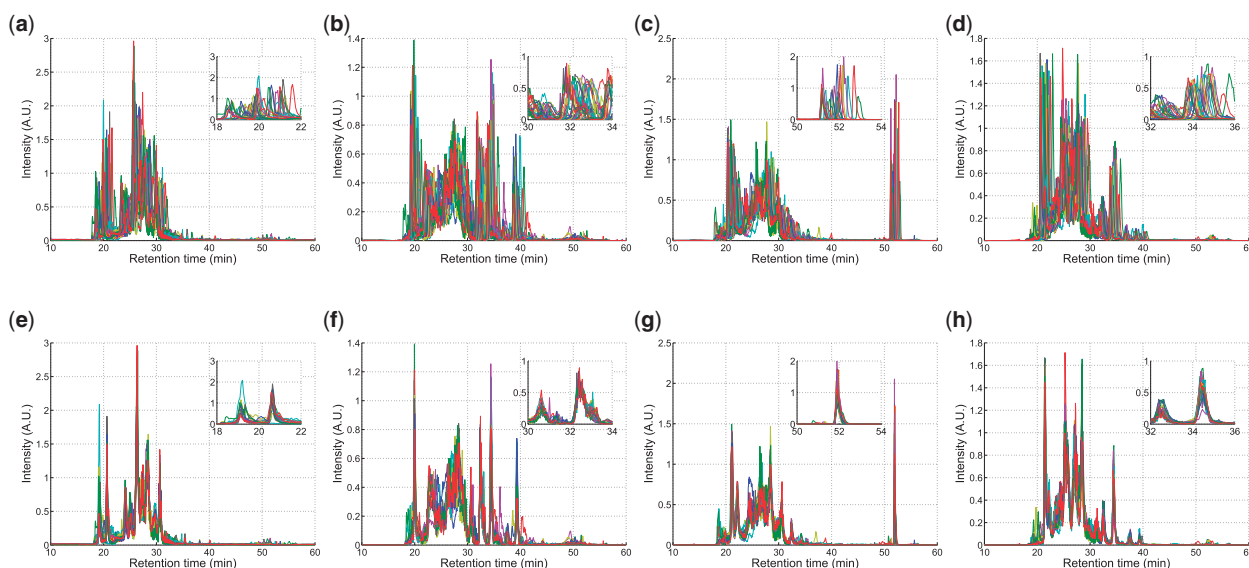 (a) (b) (c) (d)
3 2.5 2 1.5 1 0.5 0
Intensity (A.U.)
10 20 30 40 50 60
Retention time (min)
3 2 1 0
18 20 22
1.4 1.2 1 0.8 0.6 0.4 0.2 0
Intensity (A.U.)
10 20 30 40 50 60
Retention time (min)
1 0.5 0
30 32 34
2.5 2 1.5 1 0.5 0
Intensity (A.U.)
10 20 30 40 50 60
Retention time (min)
2 1 0
50 52 54
1.8 1.6 1.4 1.2 1 0.8 0.6 0.4 0.2 0
Intensity (A.U.)
10 20 30 40 50 60
Retention time (min)
1 0.5 0
32 34 36
(e) (f) (g) (h)
3 2.5 2 1.5 1 0.5 0
Intensity (A.U.)
10 20 30 40 50 60
Retention time (min)
3 2 1 0
18 20 22
1.4 1.2 1 0.8 0.6 0.4 0.2 0
Intensity (A.U.)
10 20 30 40 50 60
Retention time (min)
1 0.5 0
30 32 34
2.5 2 1.5 1 0.5 0
Intensity (A.U.)
10 20 30 40 50 60
Retention time (min)
2 1 0
50 52 54
1.8 1.6 1.4 1.2 1 0.8 0.6 0.4 0.2 0
Intensity (A.U.)
10 20 30 40 50 60
Retention time (min)
1 0.5 0
32 34 36